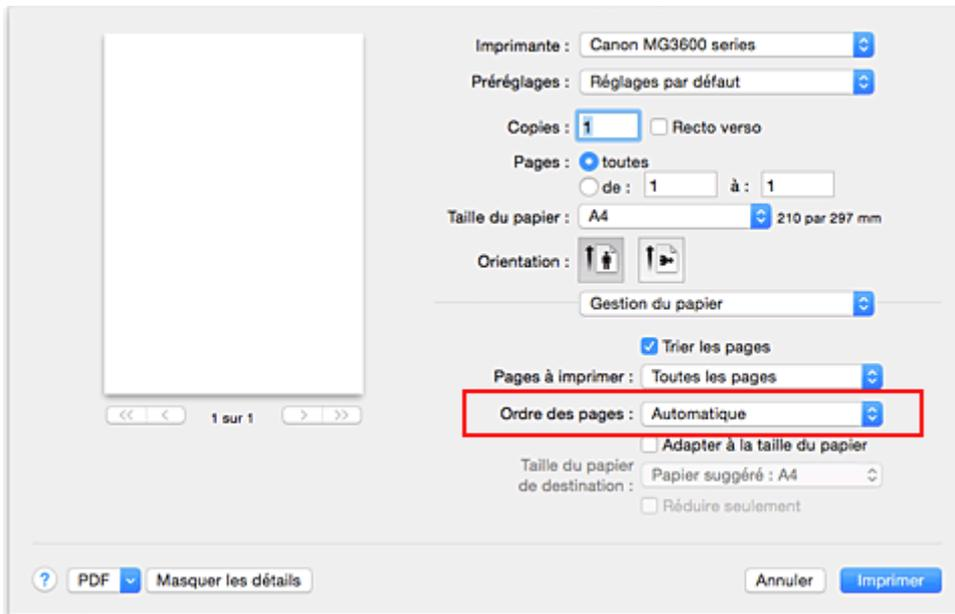 Imprimante : Canon MG3600 series
Préréglages : Réglages par défaut
Copies : 1 Recto verso
Pages : toutes
de : 1 à : 1
Taille du papier : A4 210 par 297 mm
Orientation :
Gestion du papier
Trier les pages
Pages à imprimer : Toutes les pages
Ordre des pages : Automatique
Adapter à la taille du papier
Taille du papier
de destination : Papier suggéré : A4
Réduire seulement
<< < 1 sur 1 > >>
? PDF Masquer les détails Annuler Imprimer